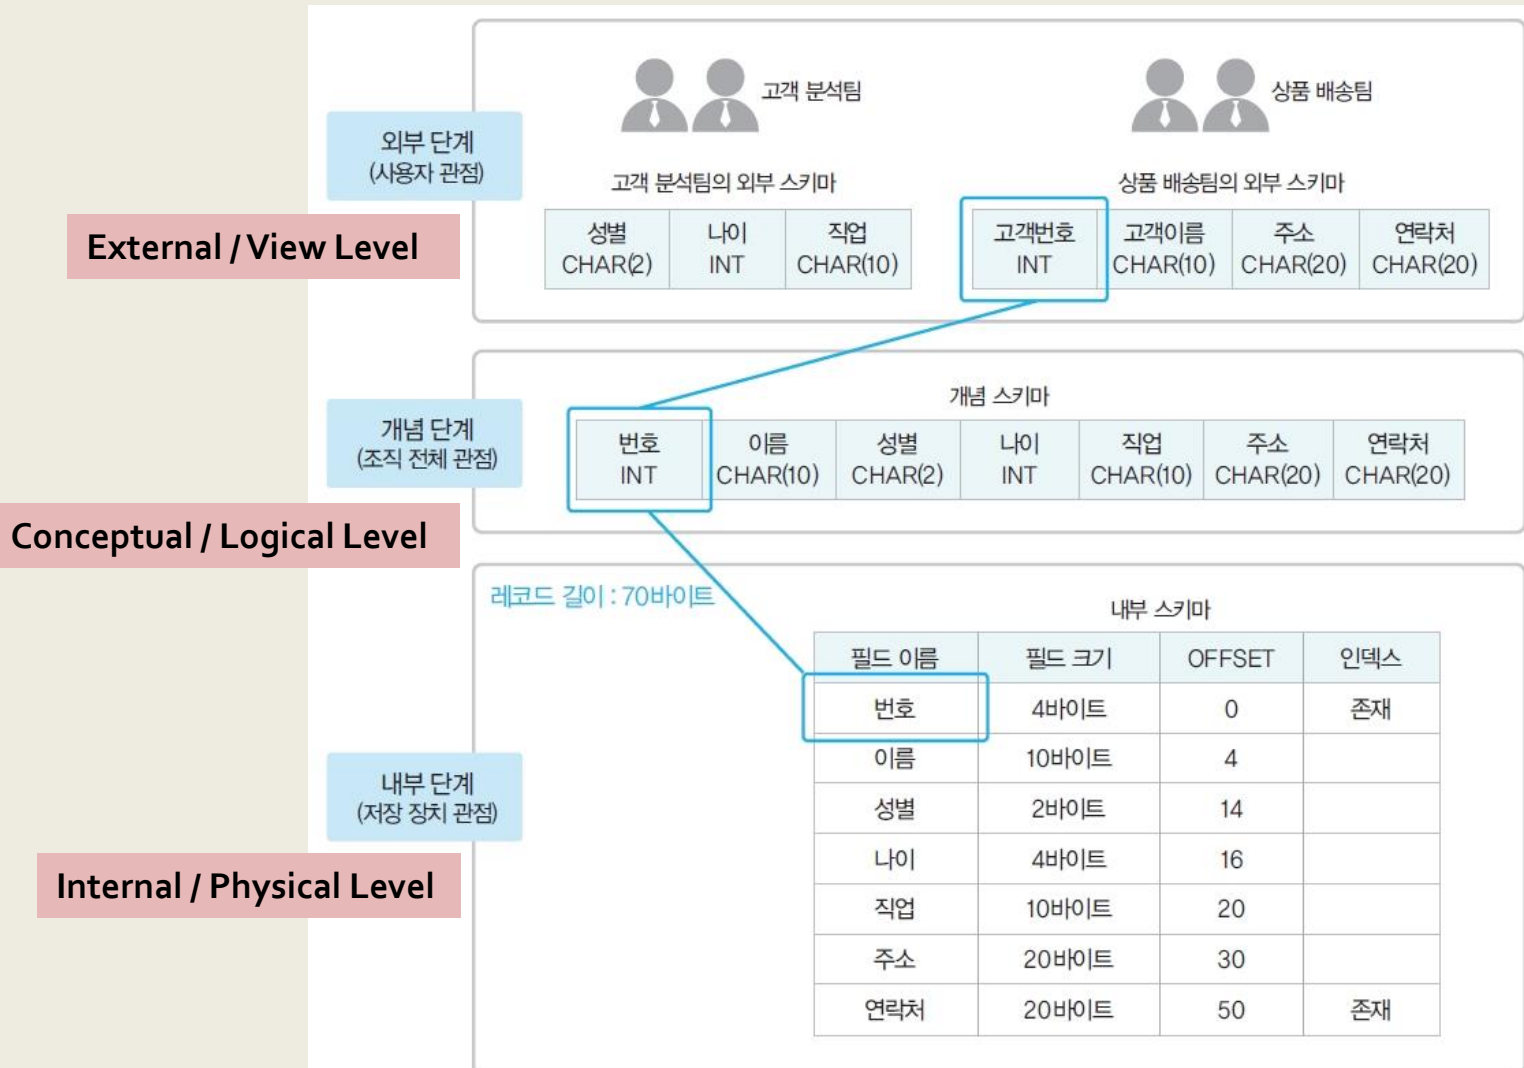 고객 분석팀
상품 배송팀
외부 단계
(사용자 관점)
External / View Level
고객 분석팀의 외부 스키마
상품 배송팀의 외부 스키마
성별 나이 직업
CHAR(2) INT CHAR(10)
고객번호 고객이름 주소 연락처
INT CHAR(10) CHAR(20) CHAR(20)
개념 단계
(조직 전체 관점)
Conceptual / Logical Level
개념 스키마
번호 이름 성별 나이 직업 주소 연락처
INT CHAR(10) CHAR(2) INT CHAR(10) CHAR(20) CHAR(20)
내부 단계
(저장 장치 관점)
Internal / Physical Level
레코드 길이 : 70바이트
내부 스키마
필드 이름 필드 크기 OFFSET 인덱스
번호 4바이트 0 존재
이름 10바이트 4
성별 2바이트 14
나이 4바이트 16
직업 10바이트 20
주소 20바이트 30
연락처 20바이트 50 존재